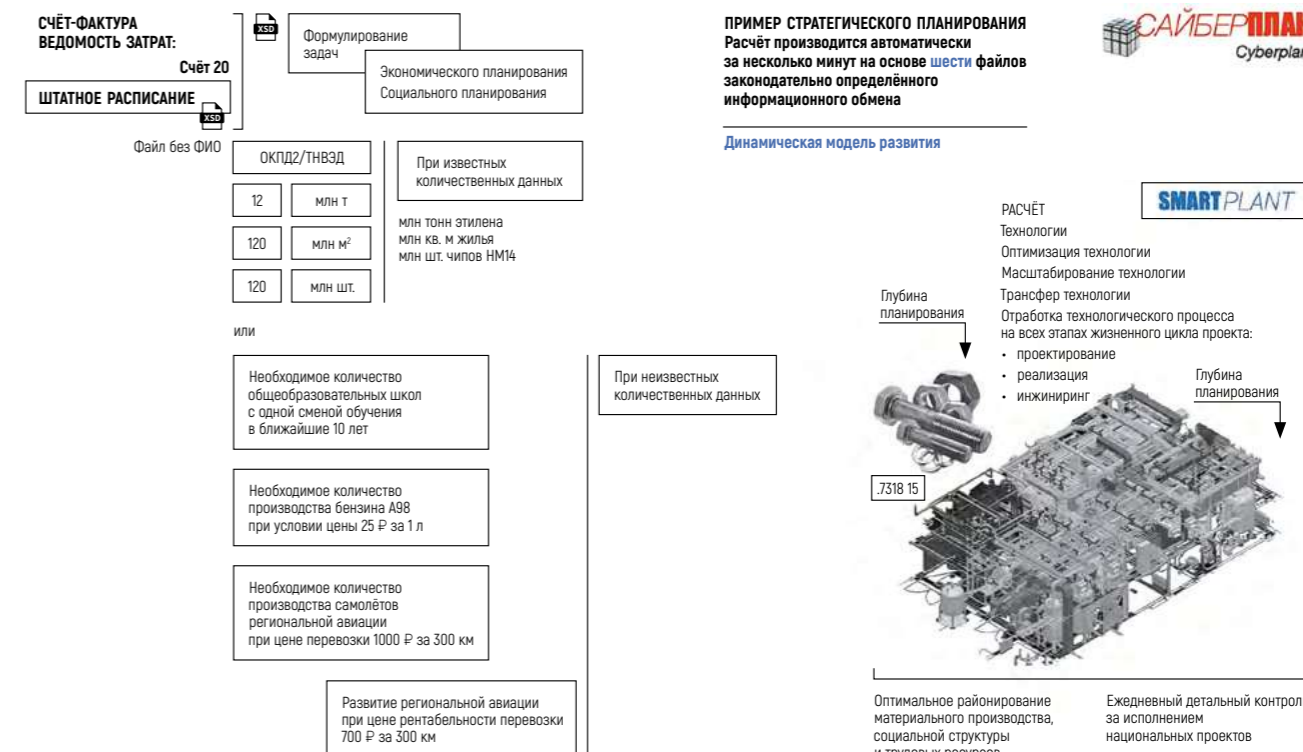 СЧЁТ-ФАКТУРА
ВЕДОМОСТЬ ЗАТРАТ:
Счёт 20
ШТАТНОЕ РАСПИСАНИЕ
XSD
XSD
Формулирование
задач
Экономического планирования
Социального планирования
Файл без ФИО
ОКПД2/ТНВЭД
12
млн т
120
млн м²
120
млн шт.
При известных
количественных данных
млн тонн этилена
млн кв. м жилья
млн шт. чипов НМ14
или
Необходимое количество
общеобразовательных школ
с одной сменой обучения
в ближайшие 10 лет
Необходимое количество
производства бензина А98
при условии цены 25 ₽ за 1 л
Необходимое количество
производства самолётов
региональной авиации
при цене перевозки 1000 ₽ за 300 км
Развитие региональной авиации
при цене рентабельности перевозки
700 ₽ за 300 км
При неизвестных
количественных данных
ПРИМЕР СТРАТЕГИЧЕСКОГО ПЛАНИРОВАНИЯ
Расчёт производится автоматически
за несколько минут на основе шести файлов
законодательно определённого
информационного обмена
Динамическая модель развития
САЙБЕРПЛАН
Cyberplan
SMARTPLANT
РАСЧЁТ
Технологии
Оптимизация технологии
Масштабирование технологии
Трансфер технологии
Отработка технологического процесса
на всех этапах жизненного цикла проекта:
• проектирование
• реализация
• инжиниринг
Глубина
планирования
Глубина
планирования
.7318 15
Оптимальное районирование
материального производства,
социальной структуры
и трудовых ресурсов
Ежедневный детальный контрол
за исполнением
национальных проектов